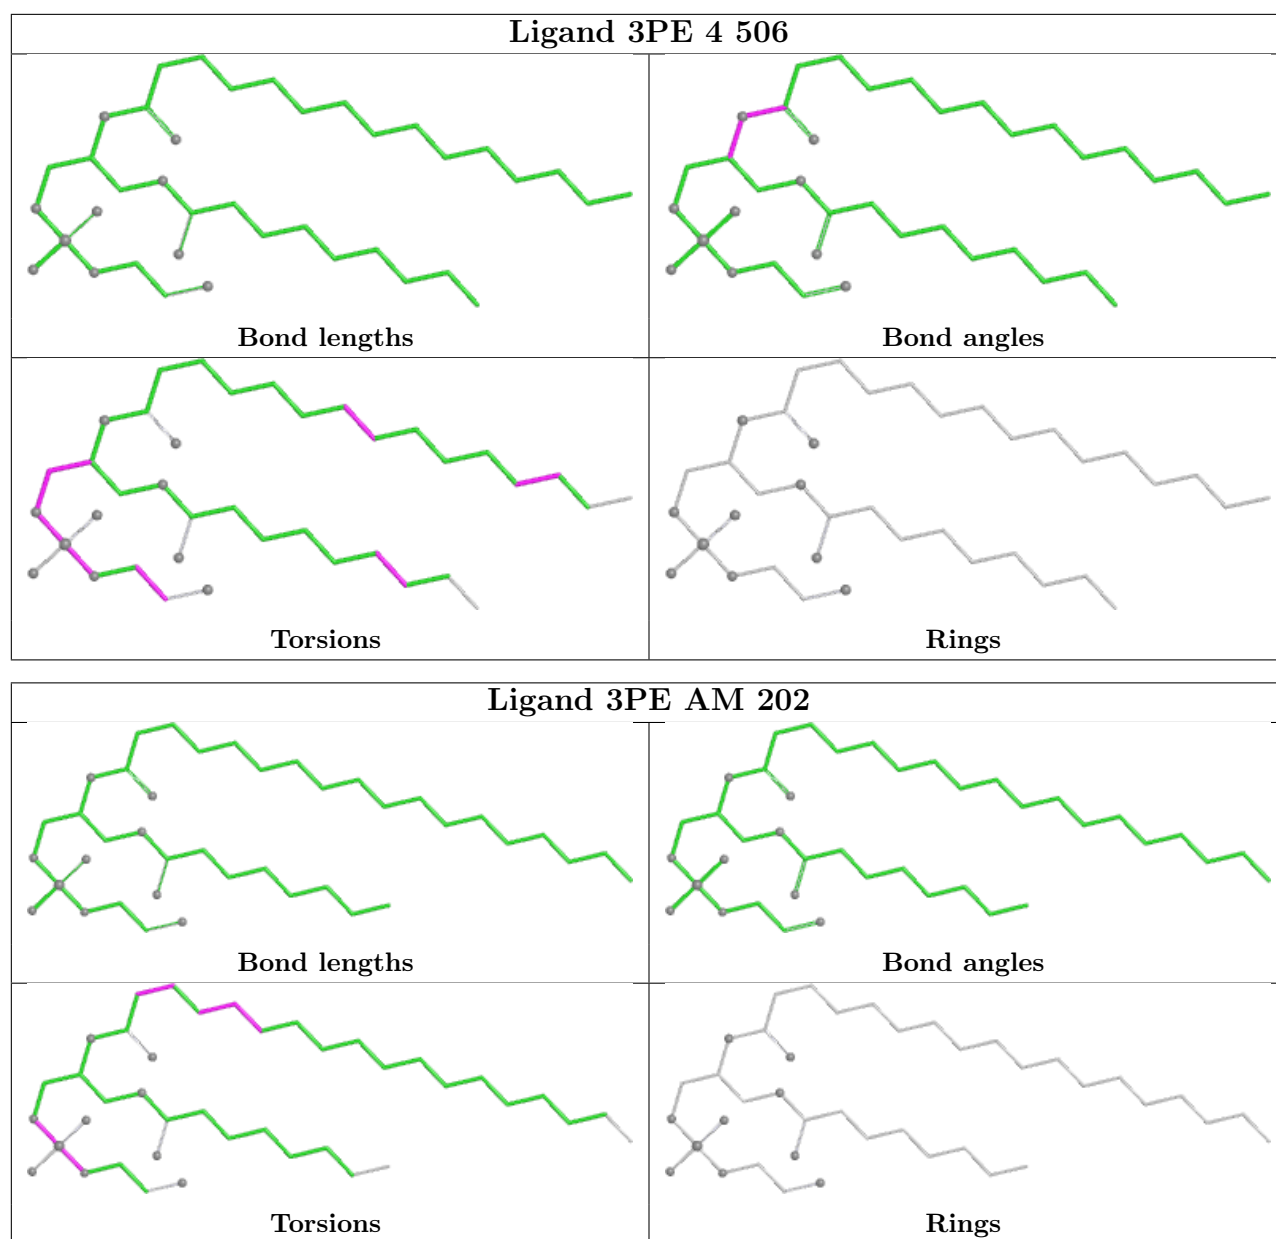 Ligand 3PE 4 506
Bond lengths
Bond angles
Torsions
Rings
Ligand 3PE AM 202
Bond lengths
Bond angles
Torsions
Rings